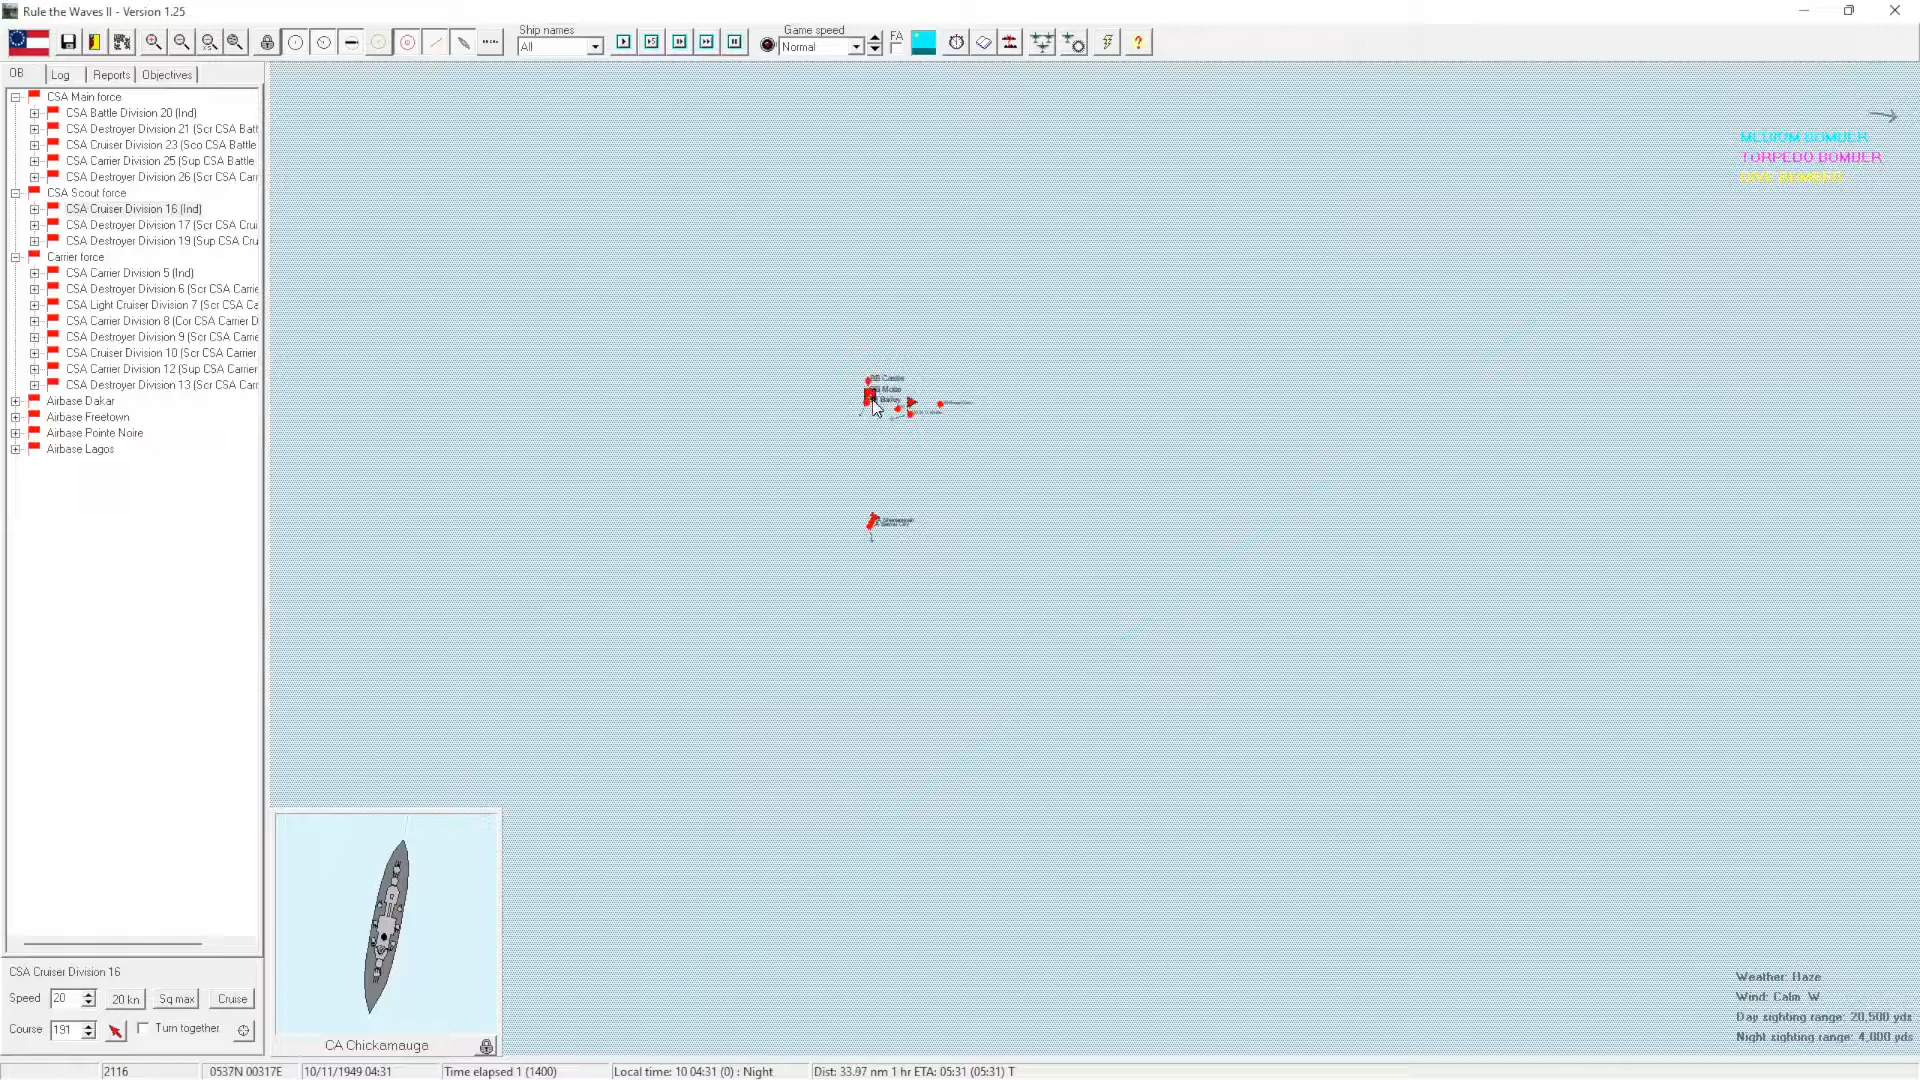 Rule the Waves II - Version 1.25
Ship names
All
Game speed
Normal
FA
?
OB
Log
Reports
Objectives
CSA Main force
CSA Battle Division 20 (Ind)
CSA Destroyer Division 21 (Scr CSA Batt
CSA Cruiser Division 23 (Sco CSA Battle
CSA Carrier Division 25 (Sup CSA Battle
CSA Destroyer Division 26 (Scr CSA Carr
CSA Scout force
CSA Cruiser Division 16 (Ind)
CSA Destroyer Division 17 (Scr CSA Crui
CSA Destroyer Division 19 (Sup CSA Cru
Carrier force
CSA Carrier Division 5 (Ind)
CSA Destroyer Division 6 (Scr CSA Carrie
CSA Light Cruiser Division 7 (Scr CSA Ca
CSA Carrier Division 8 (Cor CSA Carrier D
CSA Destroyer Division 9 (Scr CSA Carrie
CSA Cruiser Division 10 (Scr CSA Carrier
CSA Carrier Division 12 (Sup CSA Carrier
CSA Destroyer Division 13 (Scr CSA Carr
Airbase Dakar
Airbase Freetown
Airbase Pointe Noire
Airbase Lagos
MEDIUM BOMBER
TORPEDO BOMBER
DIVE BOMBER
Weather: Haze
Wind: Calm W
Day sighting range: 20,500 yds
Night sighting range: 4,000 yds
CSA Cruiser Division 16
Speed
20
20 kn
Sq max
Cruise
Course
191
Turn together
CA Chickamauga
2116
0537N 00317E
10/11/1949 04:31
Time elapsed 1 (1400)
Local time: 10 04:31 (0) : Night
Dist: 33.97 nm 1 hr ETA: 05:31 (05:31) T